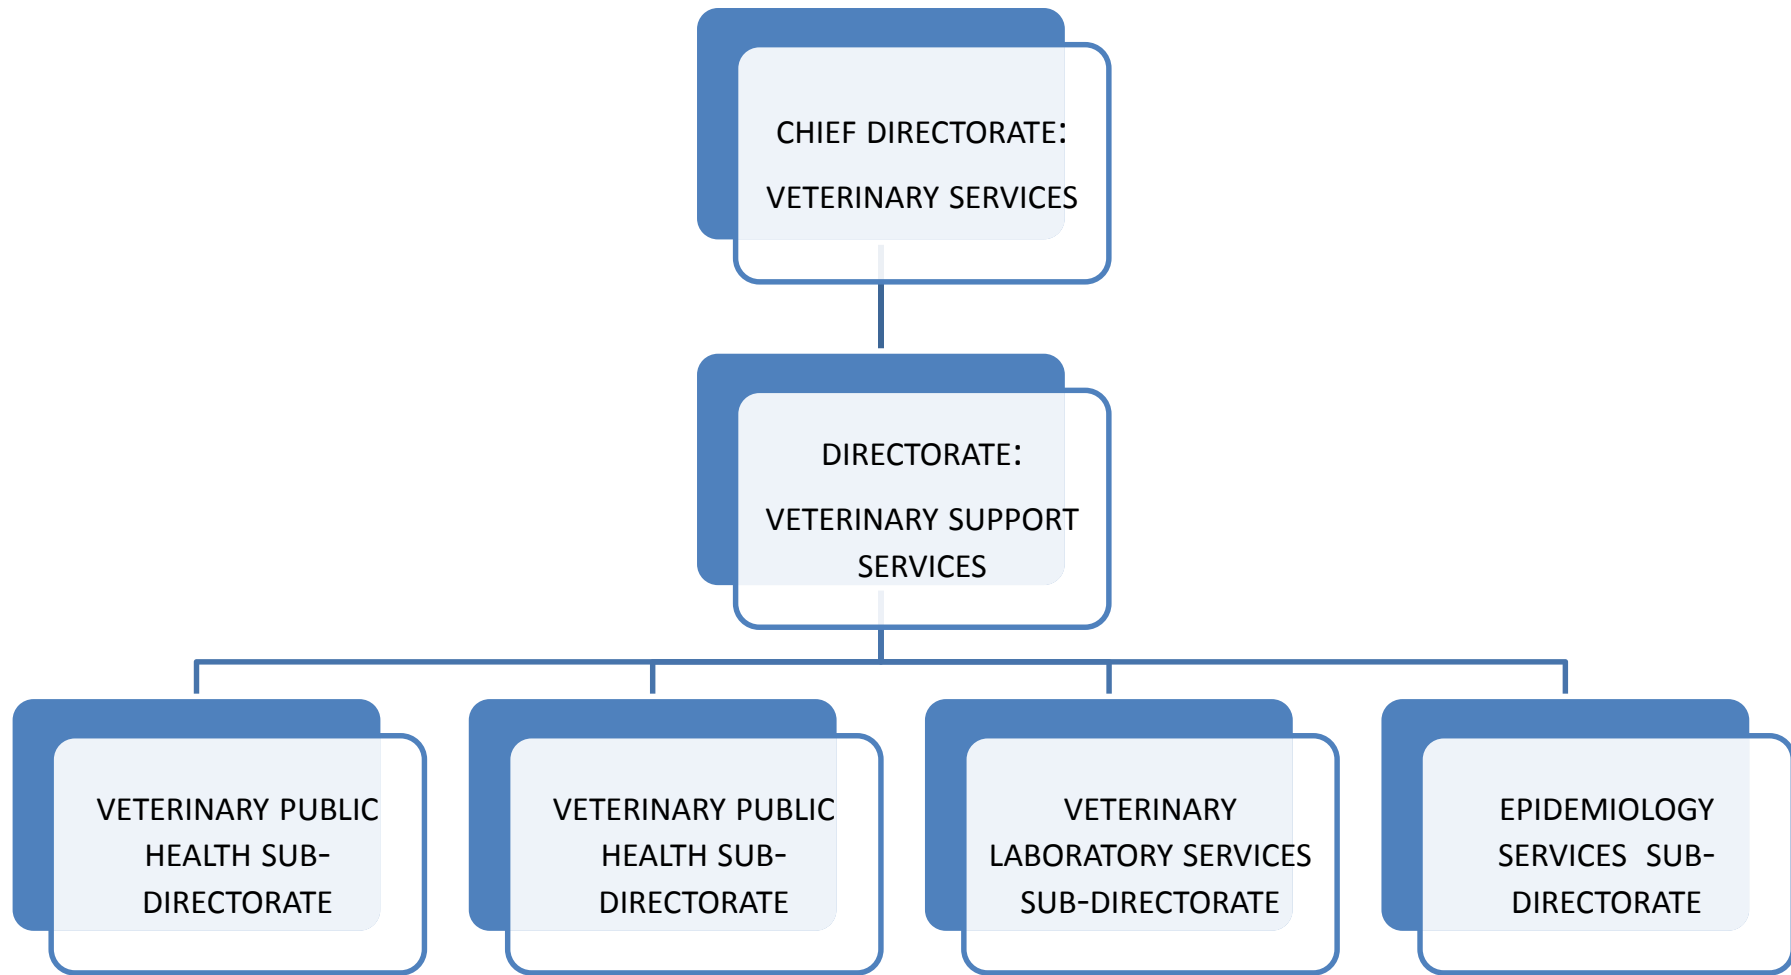 CHIEF DIRECTORATE:
VETERINARY SERVICES
DIRECTORATE:
VETERINARY SUPPORT
SERVICES
VETERINARY PUBLIC
HEALTH SUB-
DIRECTORATE
VETERINARY PUBLIC
HEALTH SUB-
DIRECTORATE
VETERINARY
LABORATORY SERVICES
SUB-DIRECTORATE
EPIDEMIOLOGY
SERVICES SUB-
DIRECTORATE